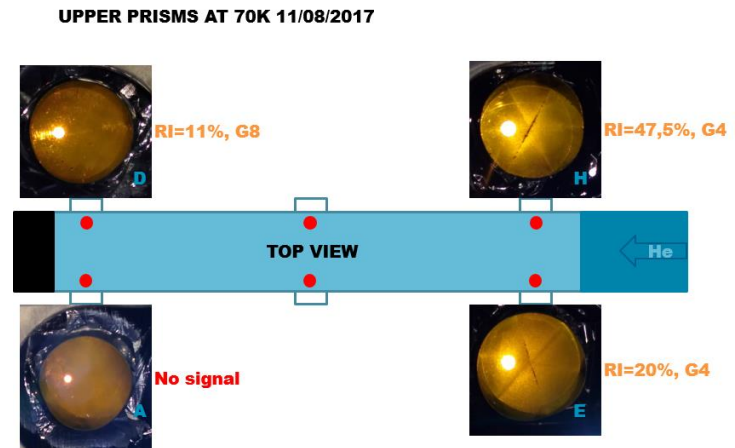 UPPER PRISMS AT 70K 11/08/2017
D
RI=11%, G8
H
RI=47,5%, G4
TOP VIEW
He
A
No signal
E
RI=20%, G4